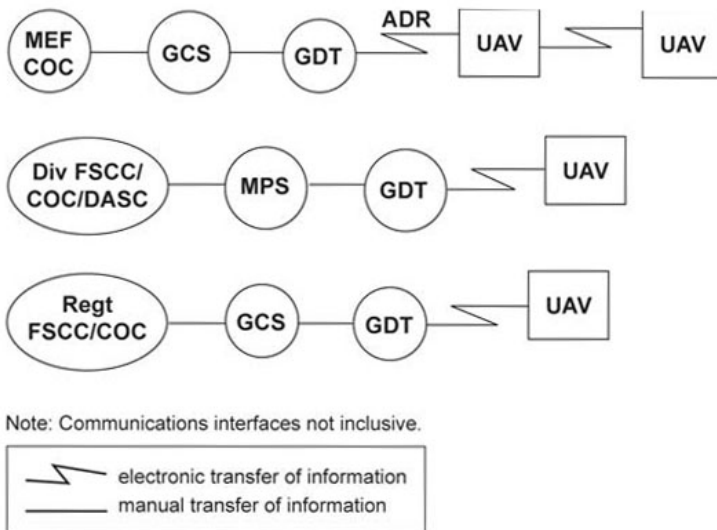 ADR
MEF
COC
GCS
GDT
UAV
UAV
Div FSCC/
COC/DASC
MPS
GDT
UAV
Regt
FSCC/COC
GCS
GDT
UAV
Note: Communications interfaces not inclusive.
electronic transfer of information
manual transfer of information